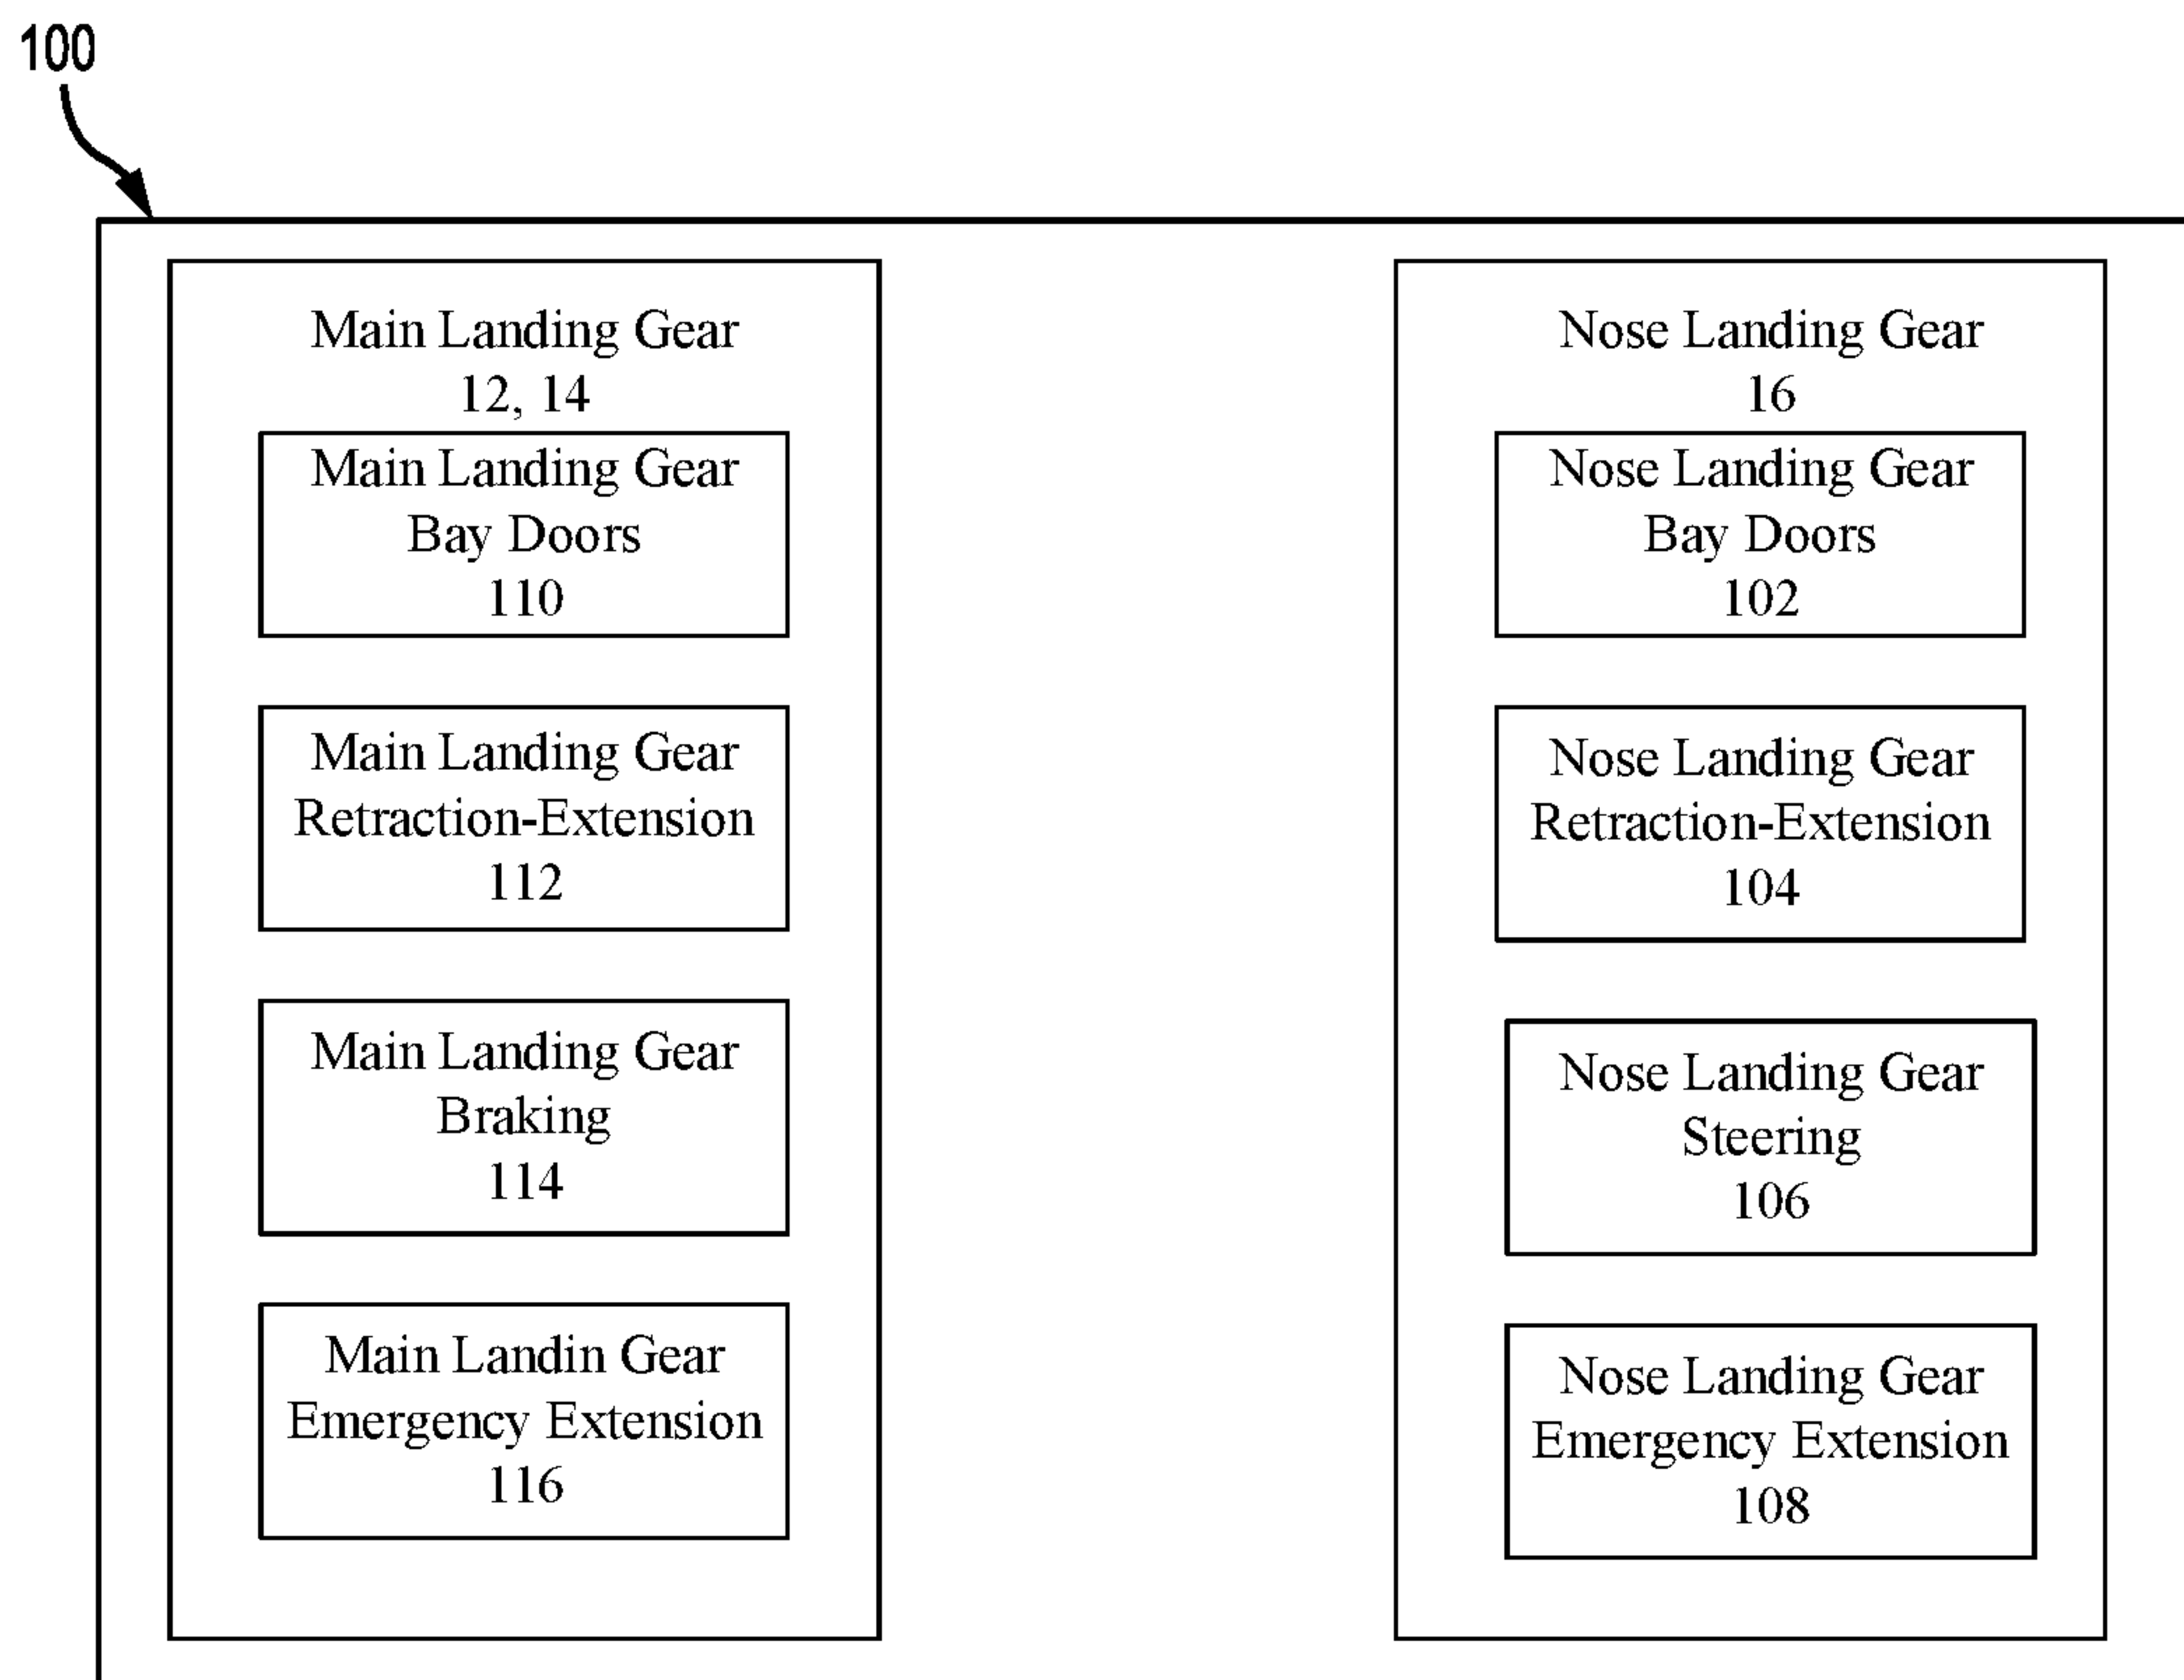 100
Main Landing Gear
12, 14
Main Landing Gear
Bay Doors
110
Main Landing Gear
Retraction-Extension
112
Main Landing Gear
Braking
114
Main Landin Gear
Emergency Extension
116
Nose Landing Gear
16
Nose Landing Gear
Bay Doors
102
Nose Landing Gear
Retraction-Extension
104
Nose Landing Gear
Steering
106
Nose Landing Gear
Emergency Extension
108